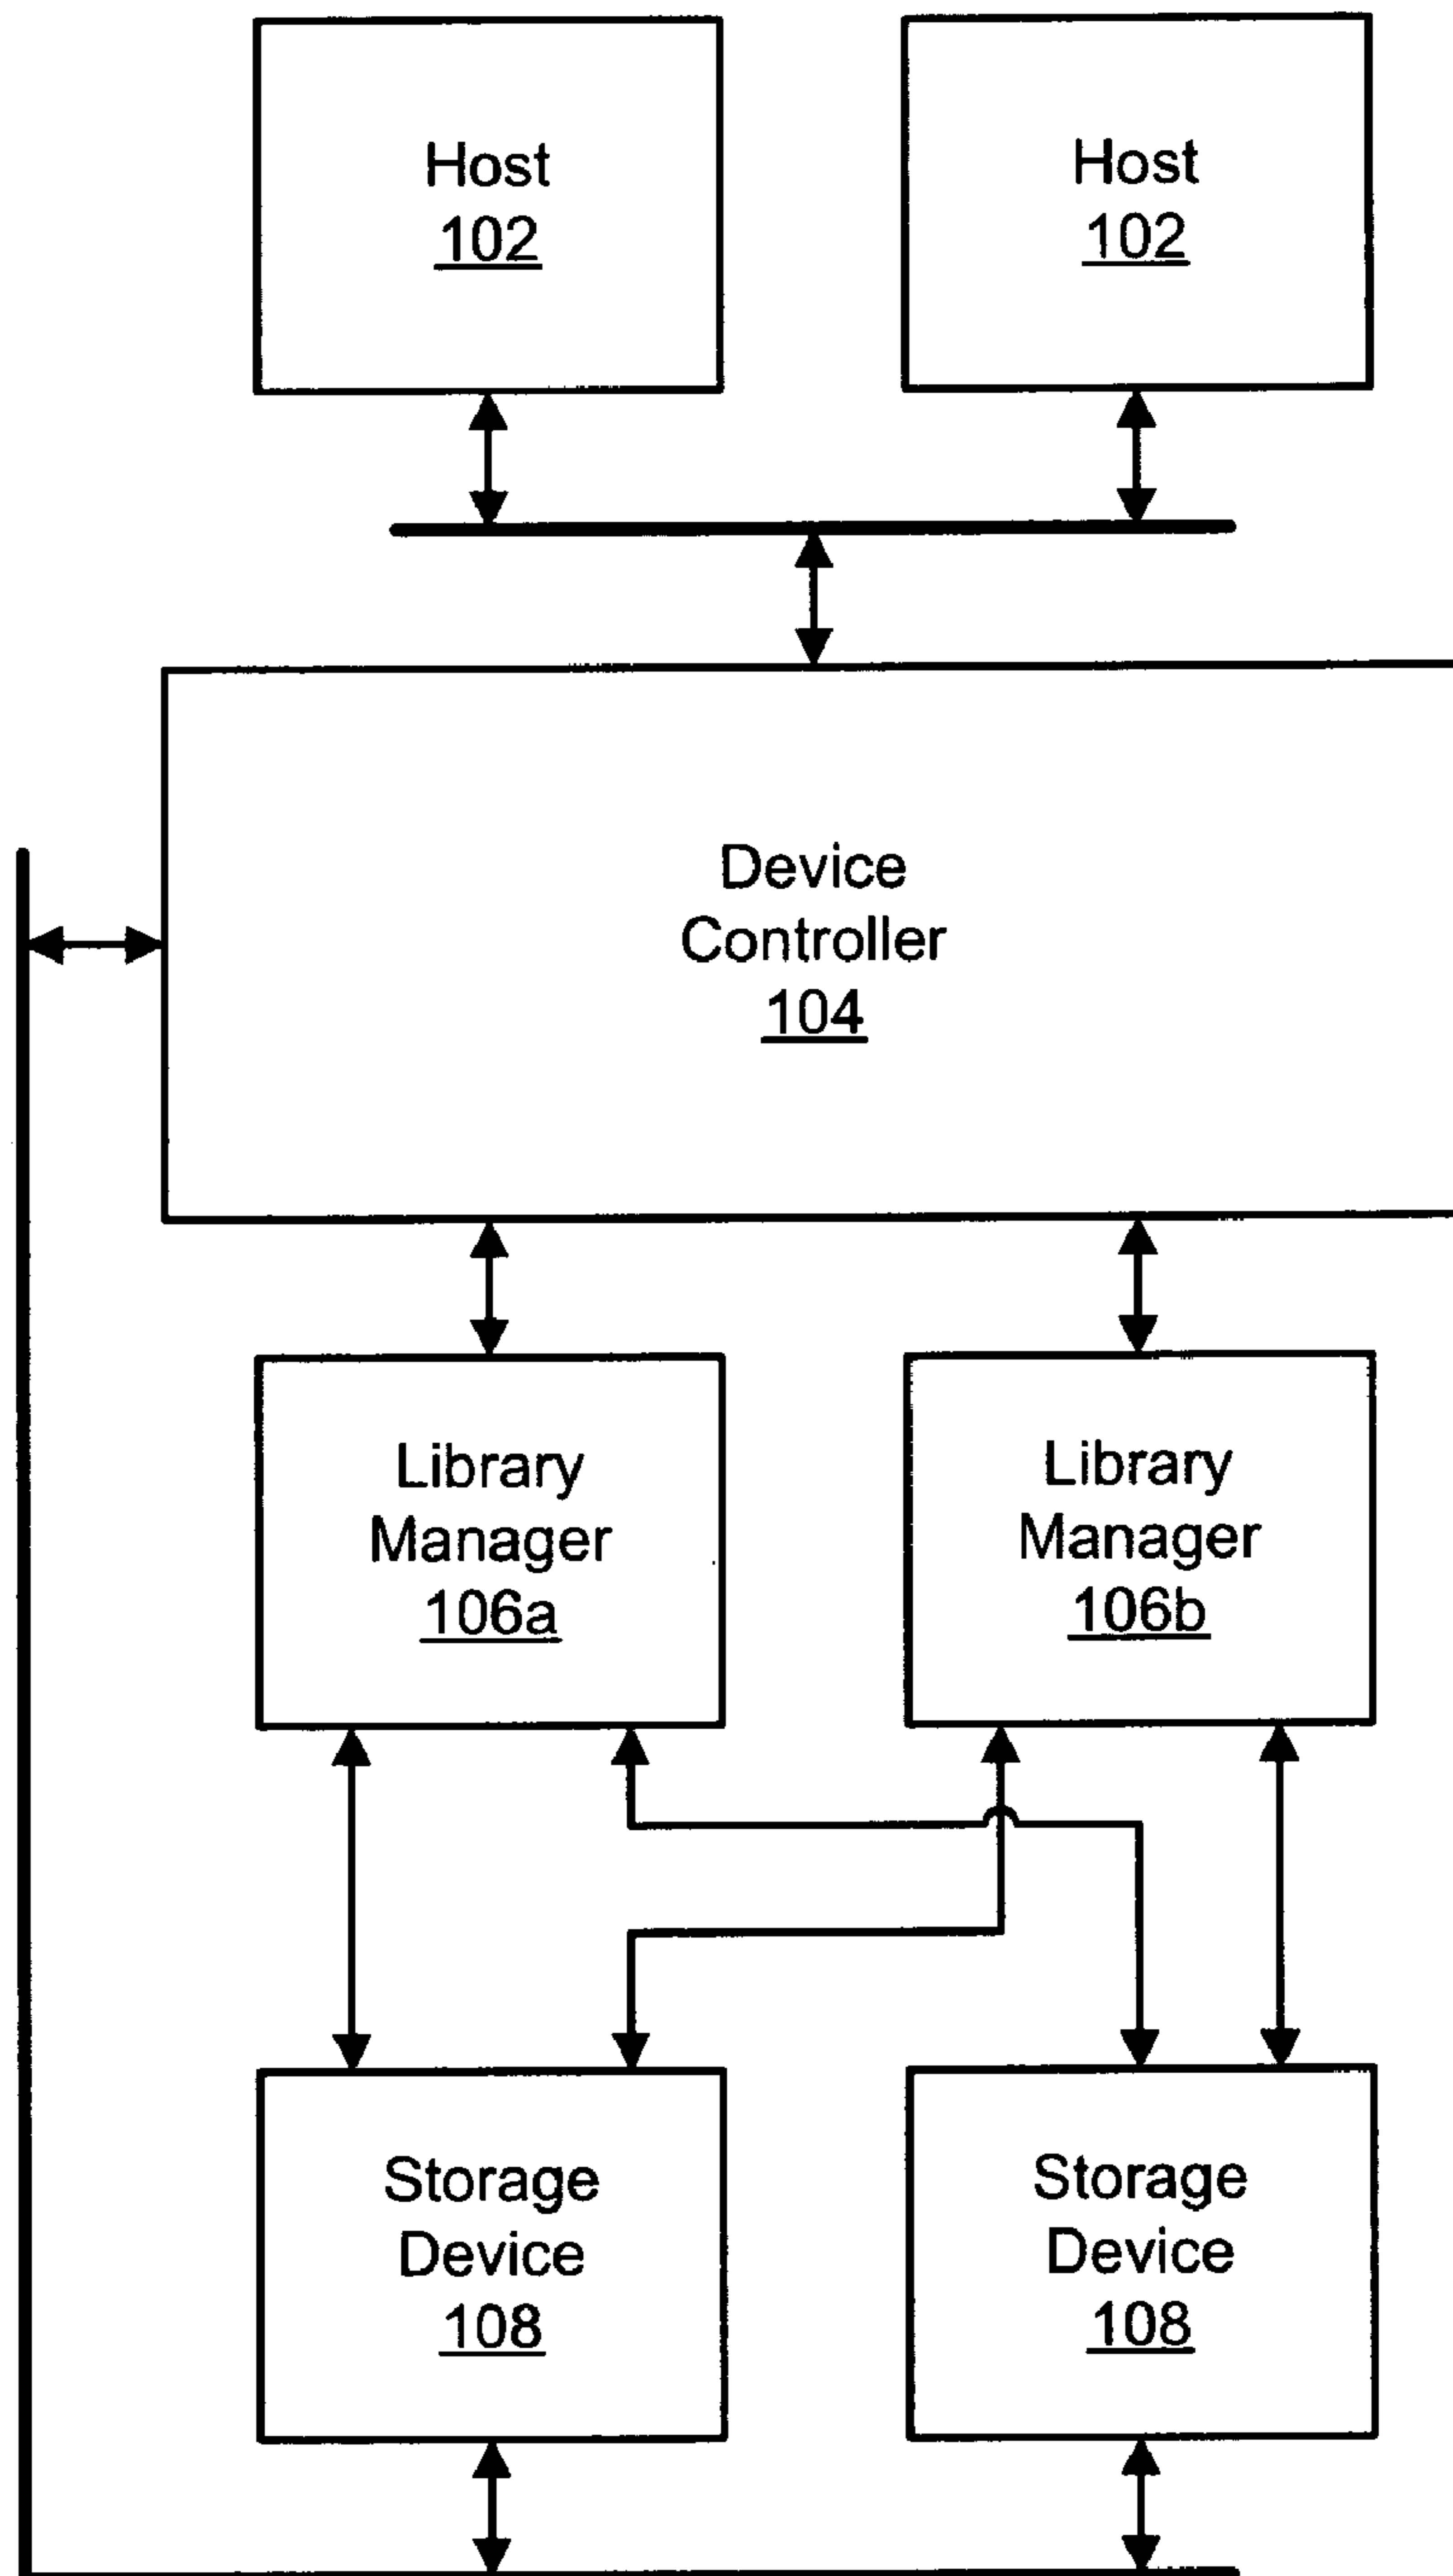 Host
102
Host
102
Device
Controller
104
Library
Manager
106a
Library
Manager
106b
Storage
Device
108
Storage
Device
108